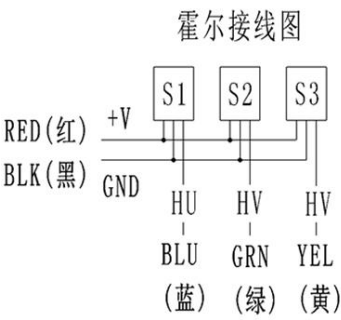 霍尔接线图
S1 S2 S3
+V
RED(红)
BLK(黑)
GND
HU HV HV
BLU GRN YEL
(蓝) (绿) (黄)